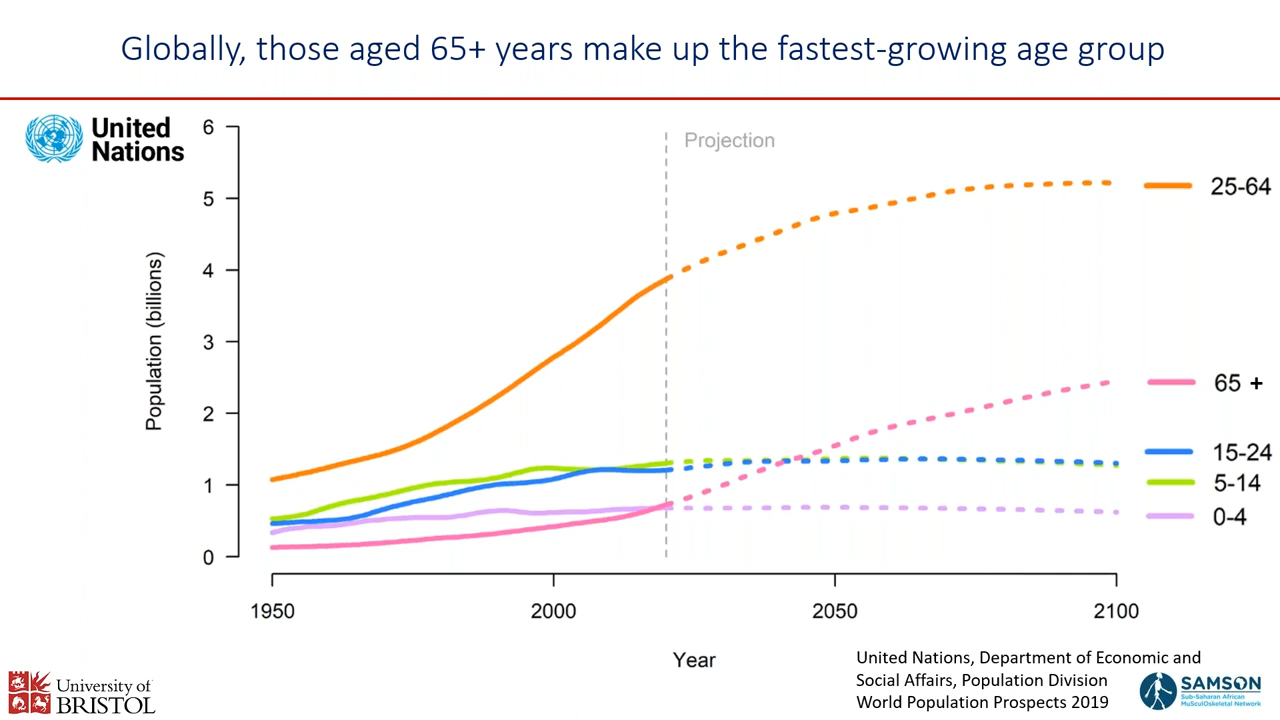 Globally, those aged 65+ years make up the fastest-growing age group
United
Nations
6
5
4
3
2
1
0
Population (billions)
Projection
25-64
65 +
15-24
5-14
0-4
1950
2000
2050
2100
Year
United Nations, Department of Economic and
Social Affairs, Population Division
World Population Prospects 2019
University of
BRISTOL
SAMSON
Sub-Saharan African
MuSculOskeletal Network